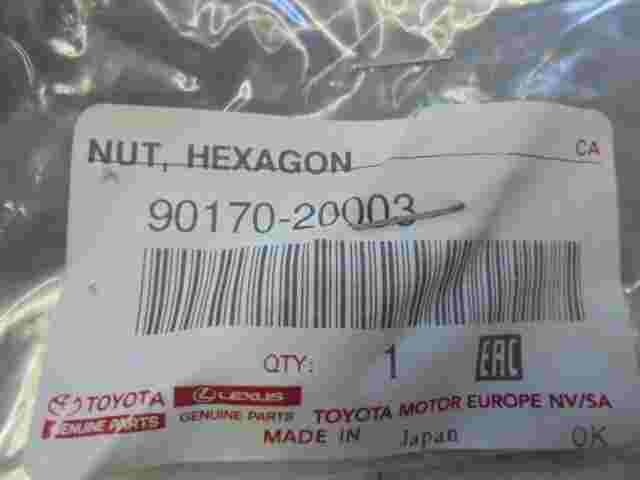 NUT, HEXAGON CA
90170-20003
QTY: 1 EAC
TOYOTA LEXUS
GENUINE PARTS GENUINE PARTS TOYOTA MOTOR EUROPE NV/SA
MADE IN Japan OK